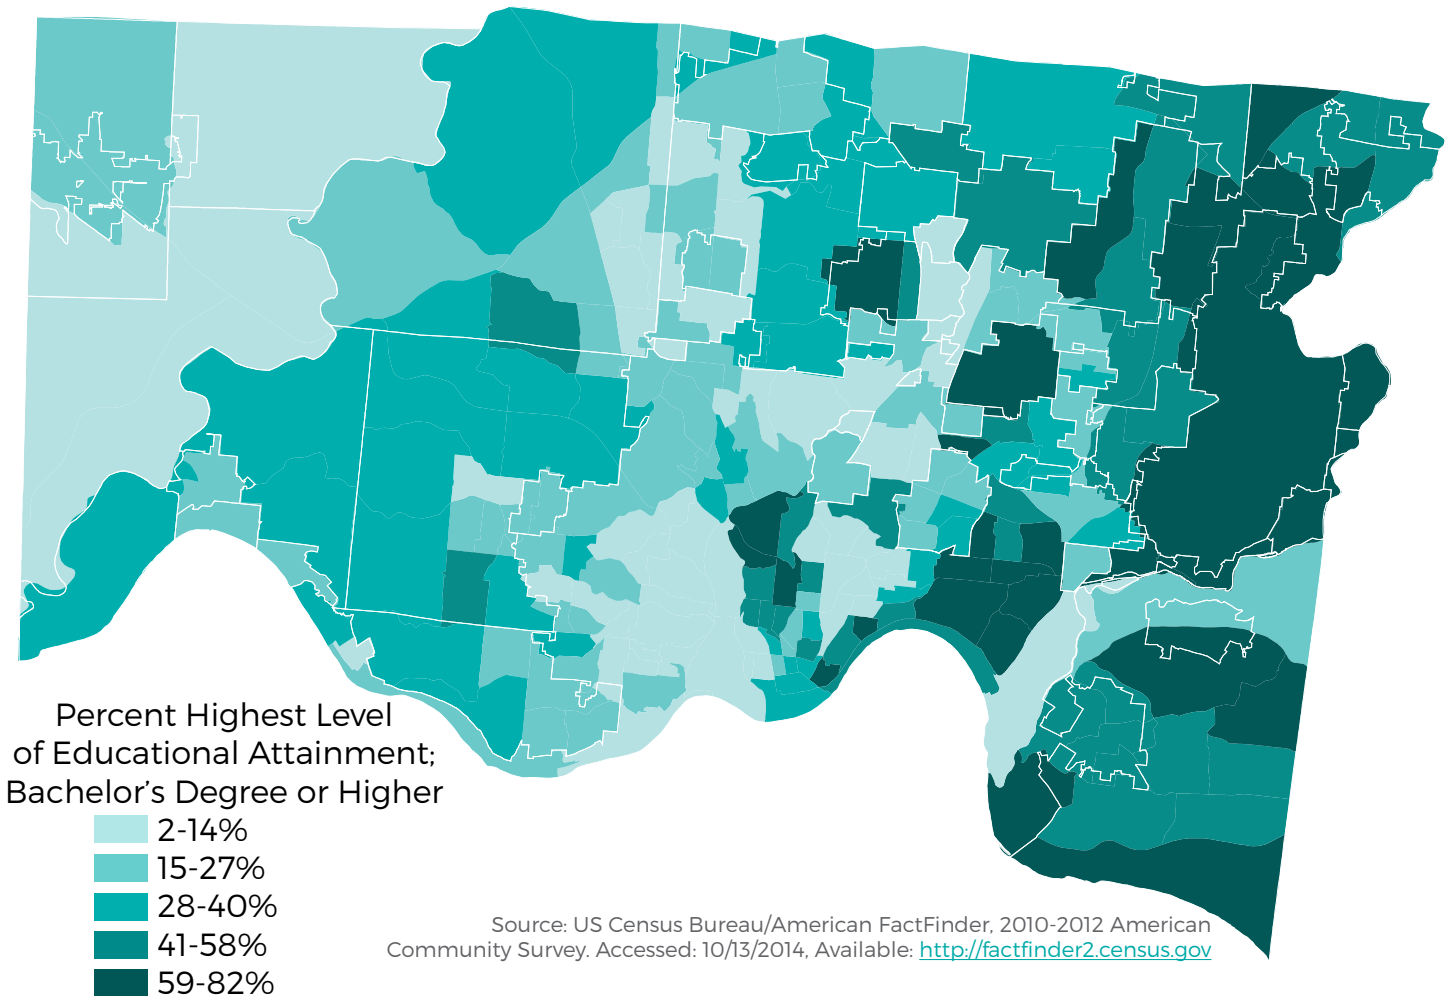 Percent Highest Level
of Educational Attainment;
Bachelor's Degree or Higher
2-14%
15-27%
28-40%
41-58%
59-82%
Source: US Census Bureau/American FactFinder, 2010-2012 American
Community Survey. Accessed: 10/13/2014, Available: http://factfinder2.census.gov